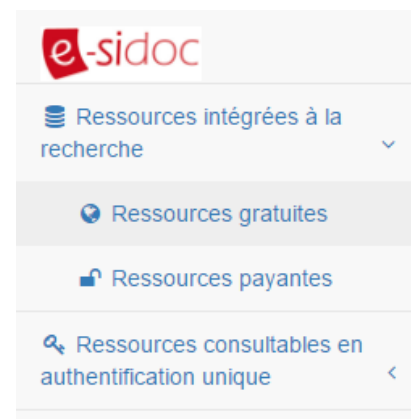 e-sidoc
Ressources intégrées à la
recherche
Ressources gratuites
Ressources payantes
Ressources consultables en
authentification unique